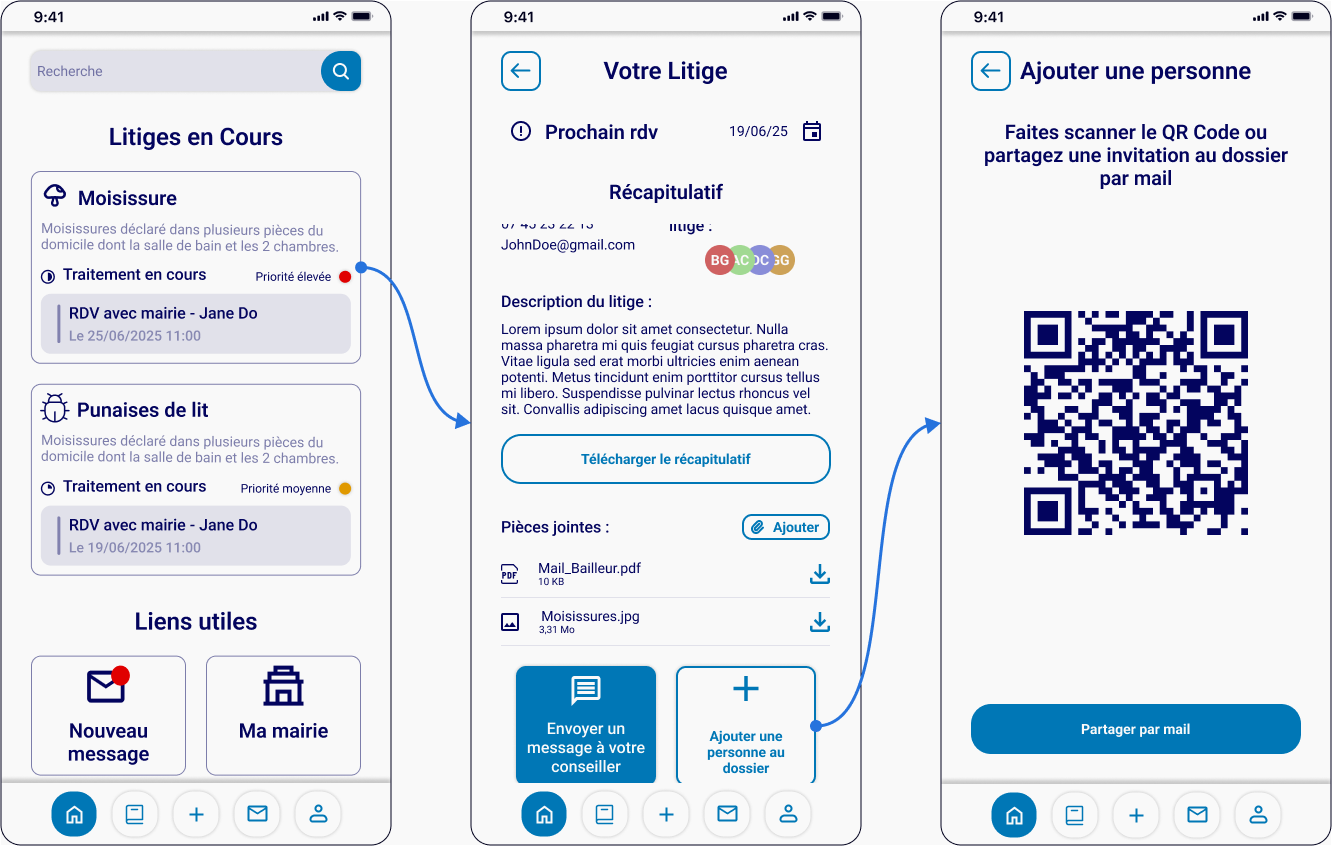 9:41
Recherche
Litiges en Cours
Moisissure
Moisissures déclaré dans plusieurs pièces du
domicile dont la salle de bain et les 2 chambres.
Traitement en cours
Priorité élevée
RDV avec mairie - Jane Do
Le 25/06/2025 11:00
Punaises de lit
Moisissures déclaré dans plusieurs pièces du
domicile dont la salle de bain et les 2 chambres.
Traitement en cours
Priorité moyenne
RDV avec mairie - Jane Do
Le 19/06/2025 11:00
Liens utiles
Nouveau
message
Ma mairie
9:41
Votre Litige
Prochain rdv
19/06/25
Récapitulatif
litige :
JohnDoe@gmail.com
BG AC DC GG
Description du litige :
Lorem ipsum dolor sit amet consectetur. Nulla
massa pharetra mi quis feugiat cursus pharetra cras.
Vitae ligula sed erat morbi ultricies enim aenean
potenti. Metus tincidunt enim porttitor cursus tellus
mi libero. Suspendisse pulvinar lectus rhoncus vel
sit. Convallis adipiscing amet lacus quisque amet.
Télécharger le récapitulatif
Pièces jointes :
Ajouter
PDF
Mail_Bailleur.pdf
10 KB
Moisissures.jpg
3,31 Mo
Envoyer un
message à votre
conseiller
Ajouter une
personne au
dossier
9:41
Ajouter une personne
Faites scanner le QR Code ou
partagez une invitation au dossier
par mail
Partager par mail